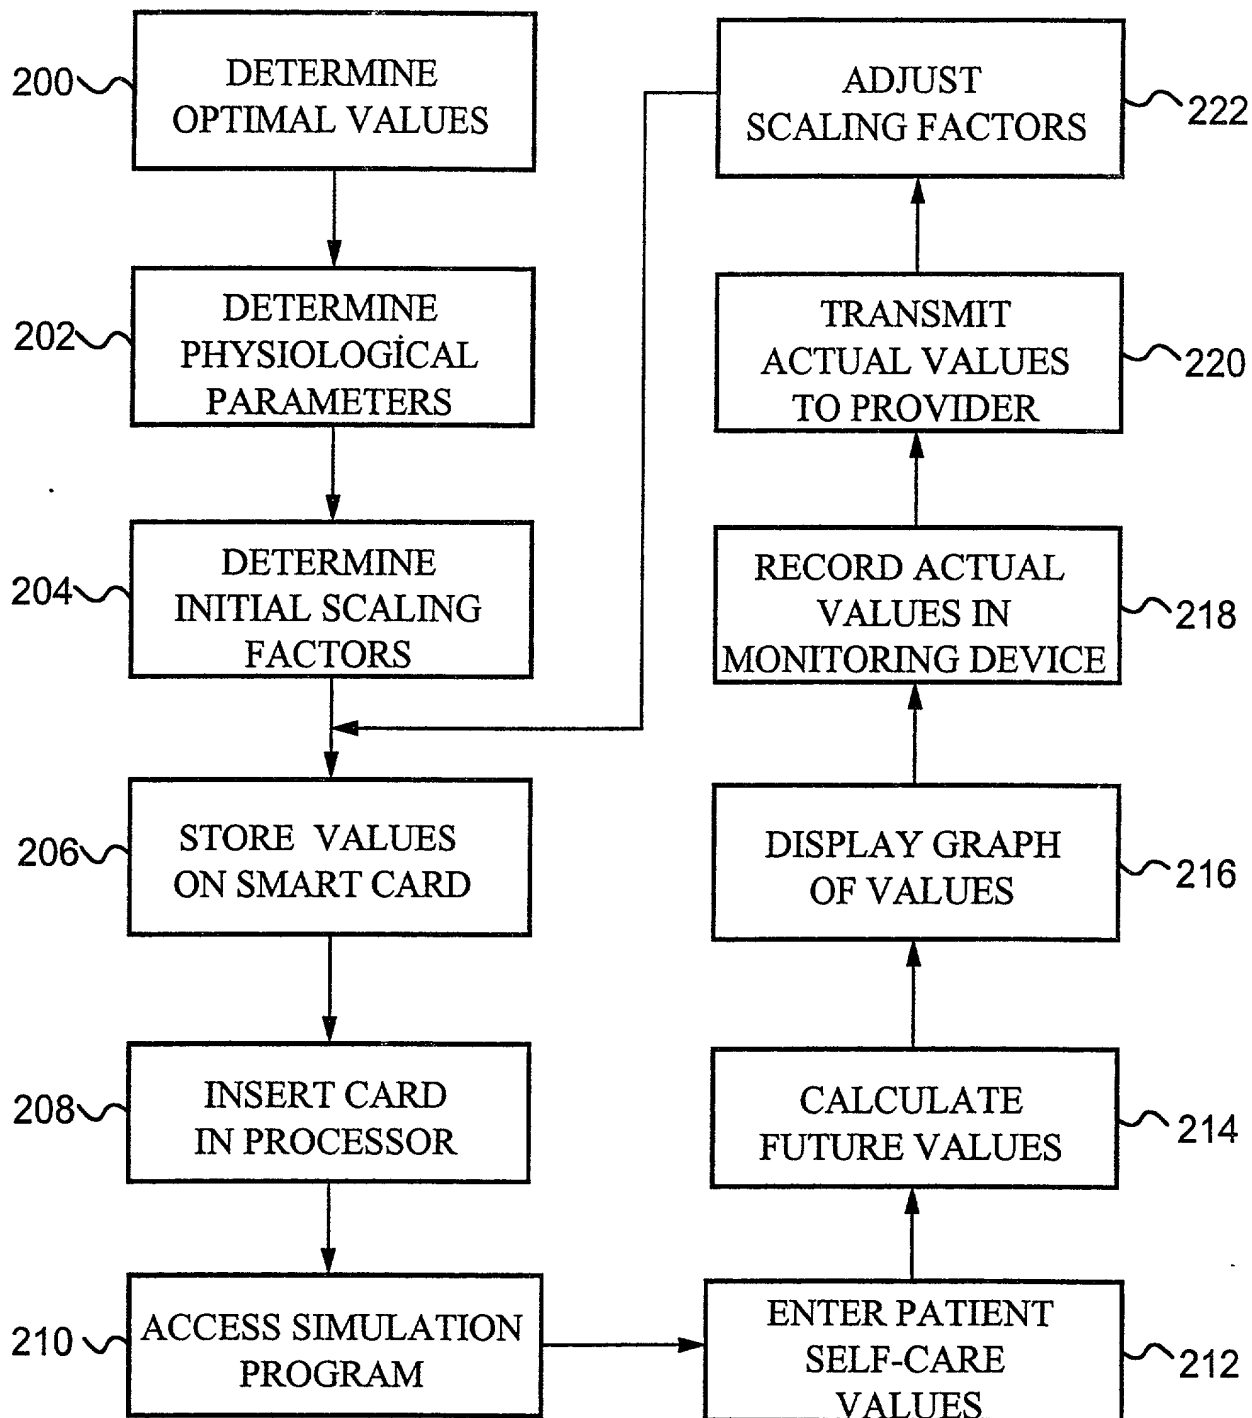 200
DETERMINE
OPTIMAL VALUES
202
DETERMINE
PHYSIOLOGICAL
PARAMETERS
204
DETERMINE
INITIAL SCALING
FACTORS
206
STORE VALUES
ON SMART CARD
208
INSERT CARD
IN PROCESSOR
210
ACCESS SIMULATION
PROGRAM
ENTER PATIENT
SELF-CARE
VALUES
212
CALCULATE
FUTURE VALUES
214
DISPLAY GRAPH
OF VALUES
216
RECORD ACTUAL
VALUES IN
MONITORING DEVICE
218
TRANSMIT
ACTUAL VALUES
TO PROVIDER
220
ADJUST
SCALING FACTORS
222